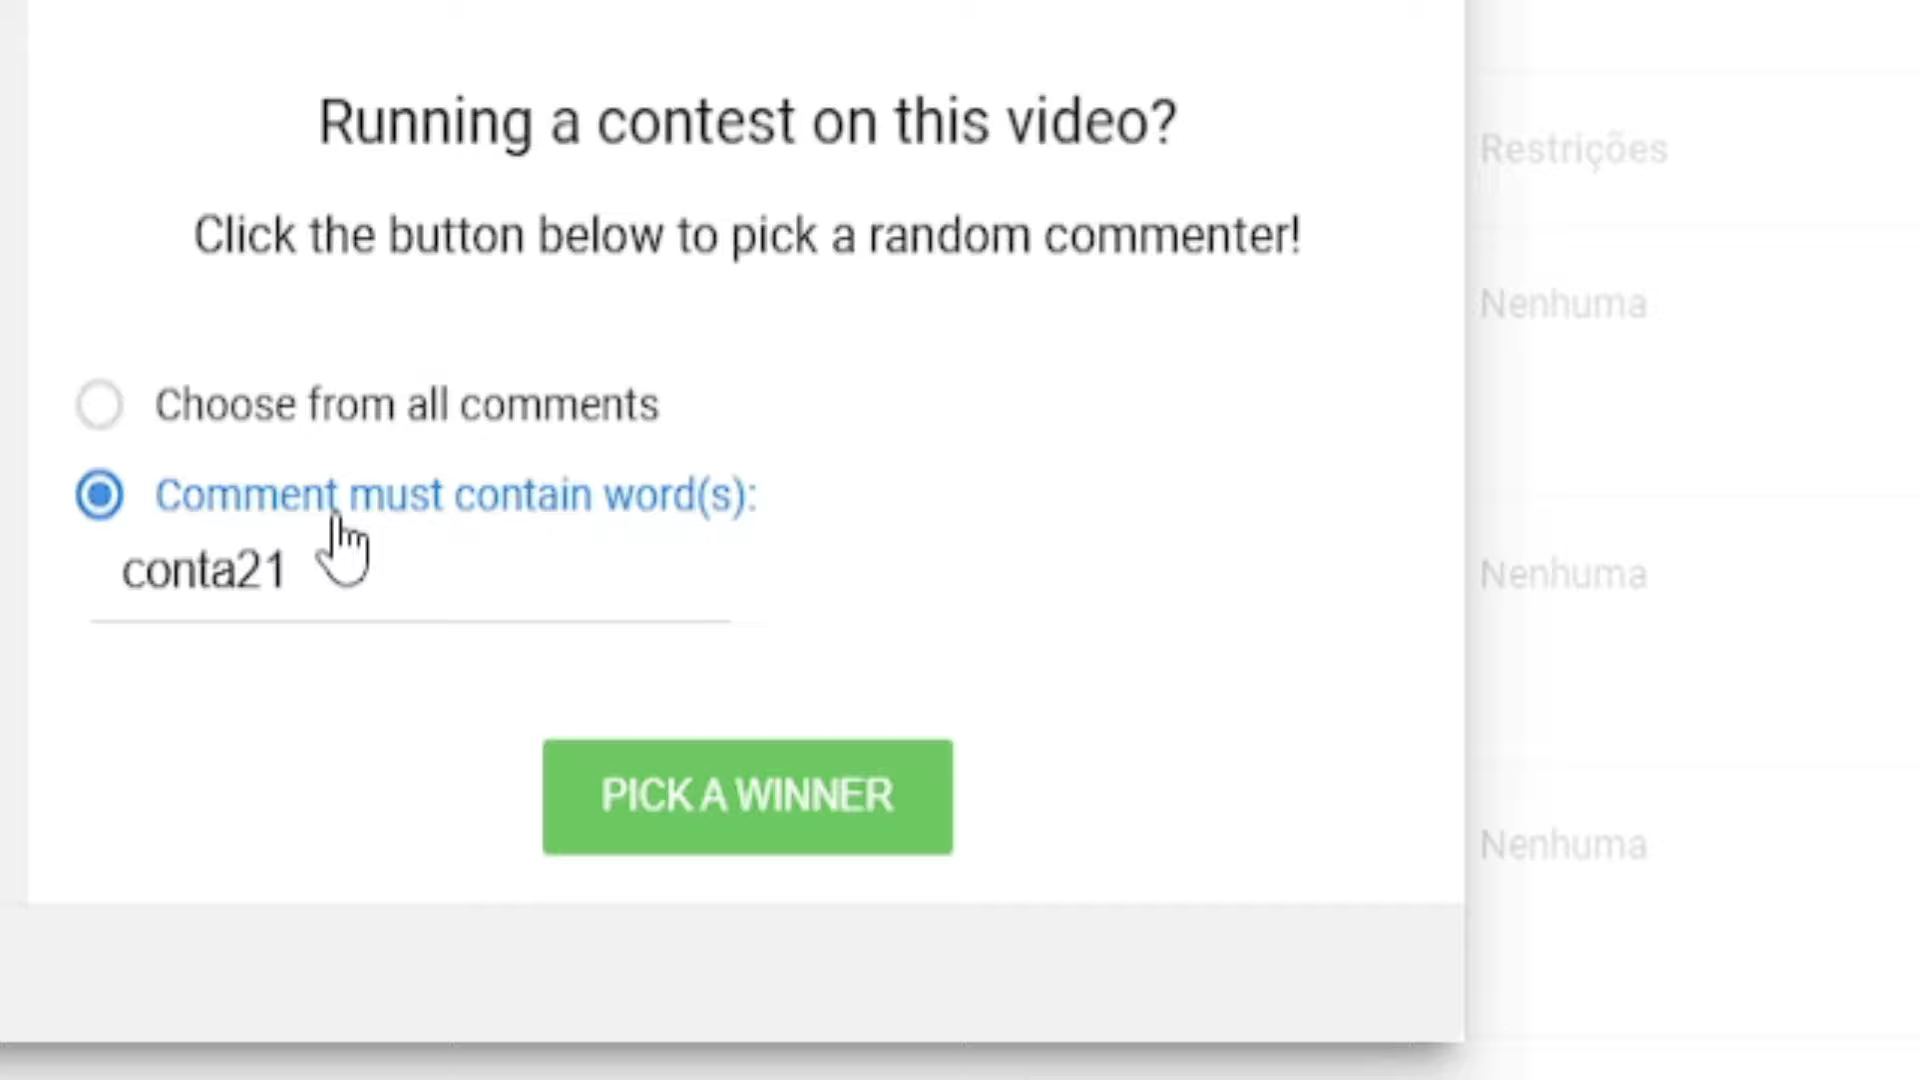 Running a contest on this video?
Click the button below to pick a random commenter!
Choose from all comments
Comment must contain word(s):
conta21
PICK A WINNER
Restrições
Nenhuma
Nenhuma
Nenhuma